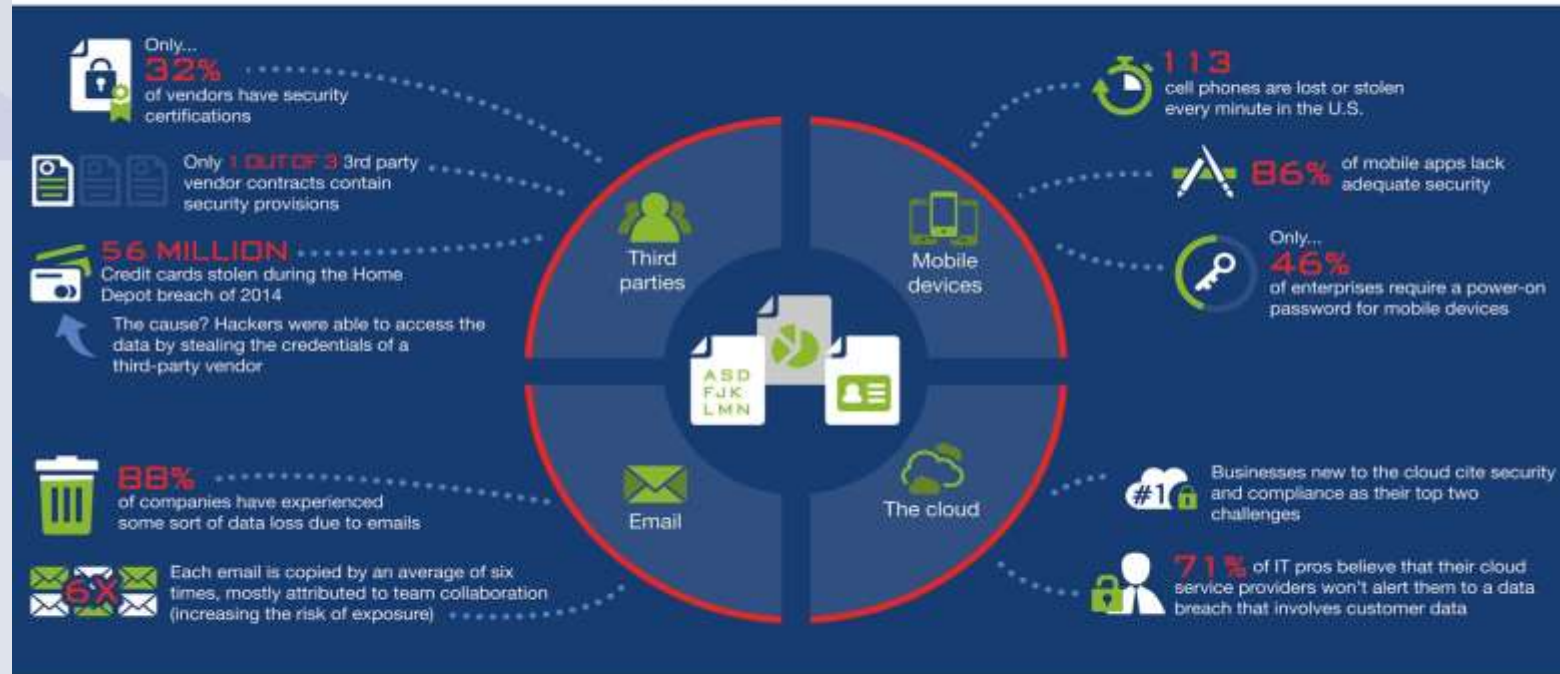 Only...
32%
of vendors have security
certifications
Only 1 OUT OF 3 3rd party
vendor contracts contain
security provisions
56 MILLION
Credit cards stolen during the Home
Depot breach of 2014
The cause? Hackers were able to access the
data by stealing the credentials of a
third-party vendor
88%
of companies have experienced
some sort of data loss due to emails
6X
Each email is copied by an average of six
times, mostly attributed to team collaboration
(increasing the risk of exposure)
Third
parties
Mobile
devices
ASD
FJK
LMN
Email
The cloud
113
cell phones are lost or stolen
every minute in the U.S.
86% of mobile apps lack
adequate security
Only...
46%
of enterprises require a power-on
password for mobile devices
#1
Businesses new to the cloud cite security
and compliance as their top two
challenges
71% of IT pros believe that their cloud
service providers won't alert them to a data
breach that involves customer data